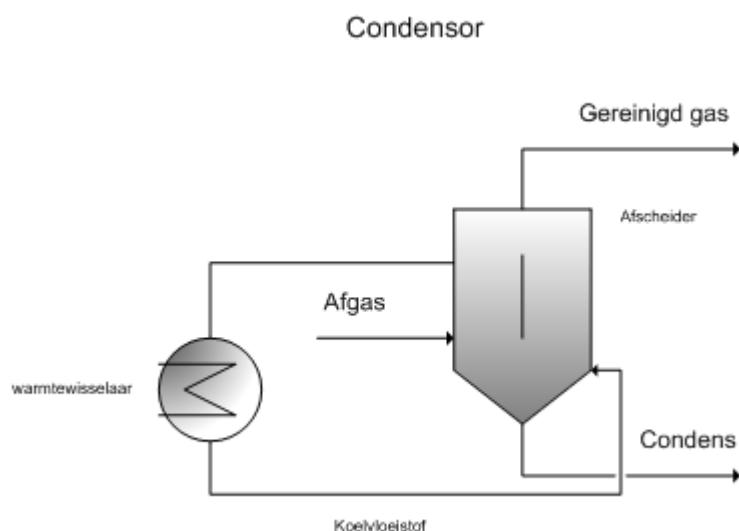 Condensor
Gereinigd gas
Afscheider
Afgas
warmtewisselaar
Condens
Koelvloeistof